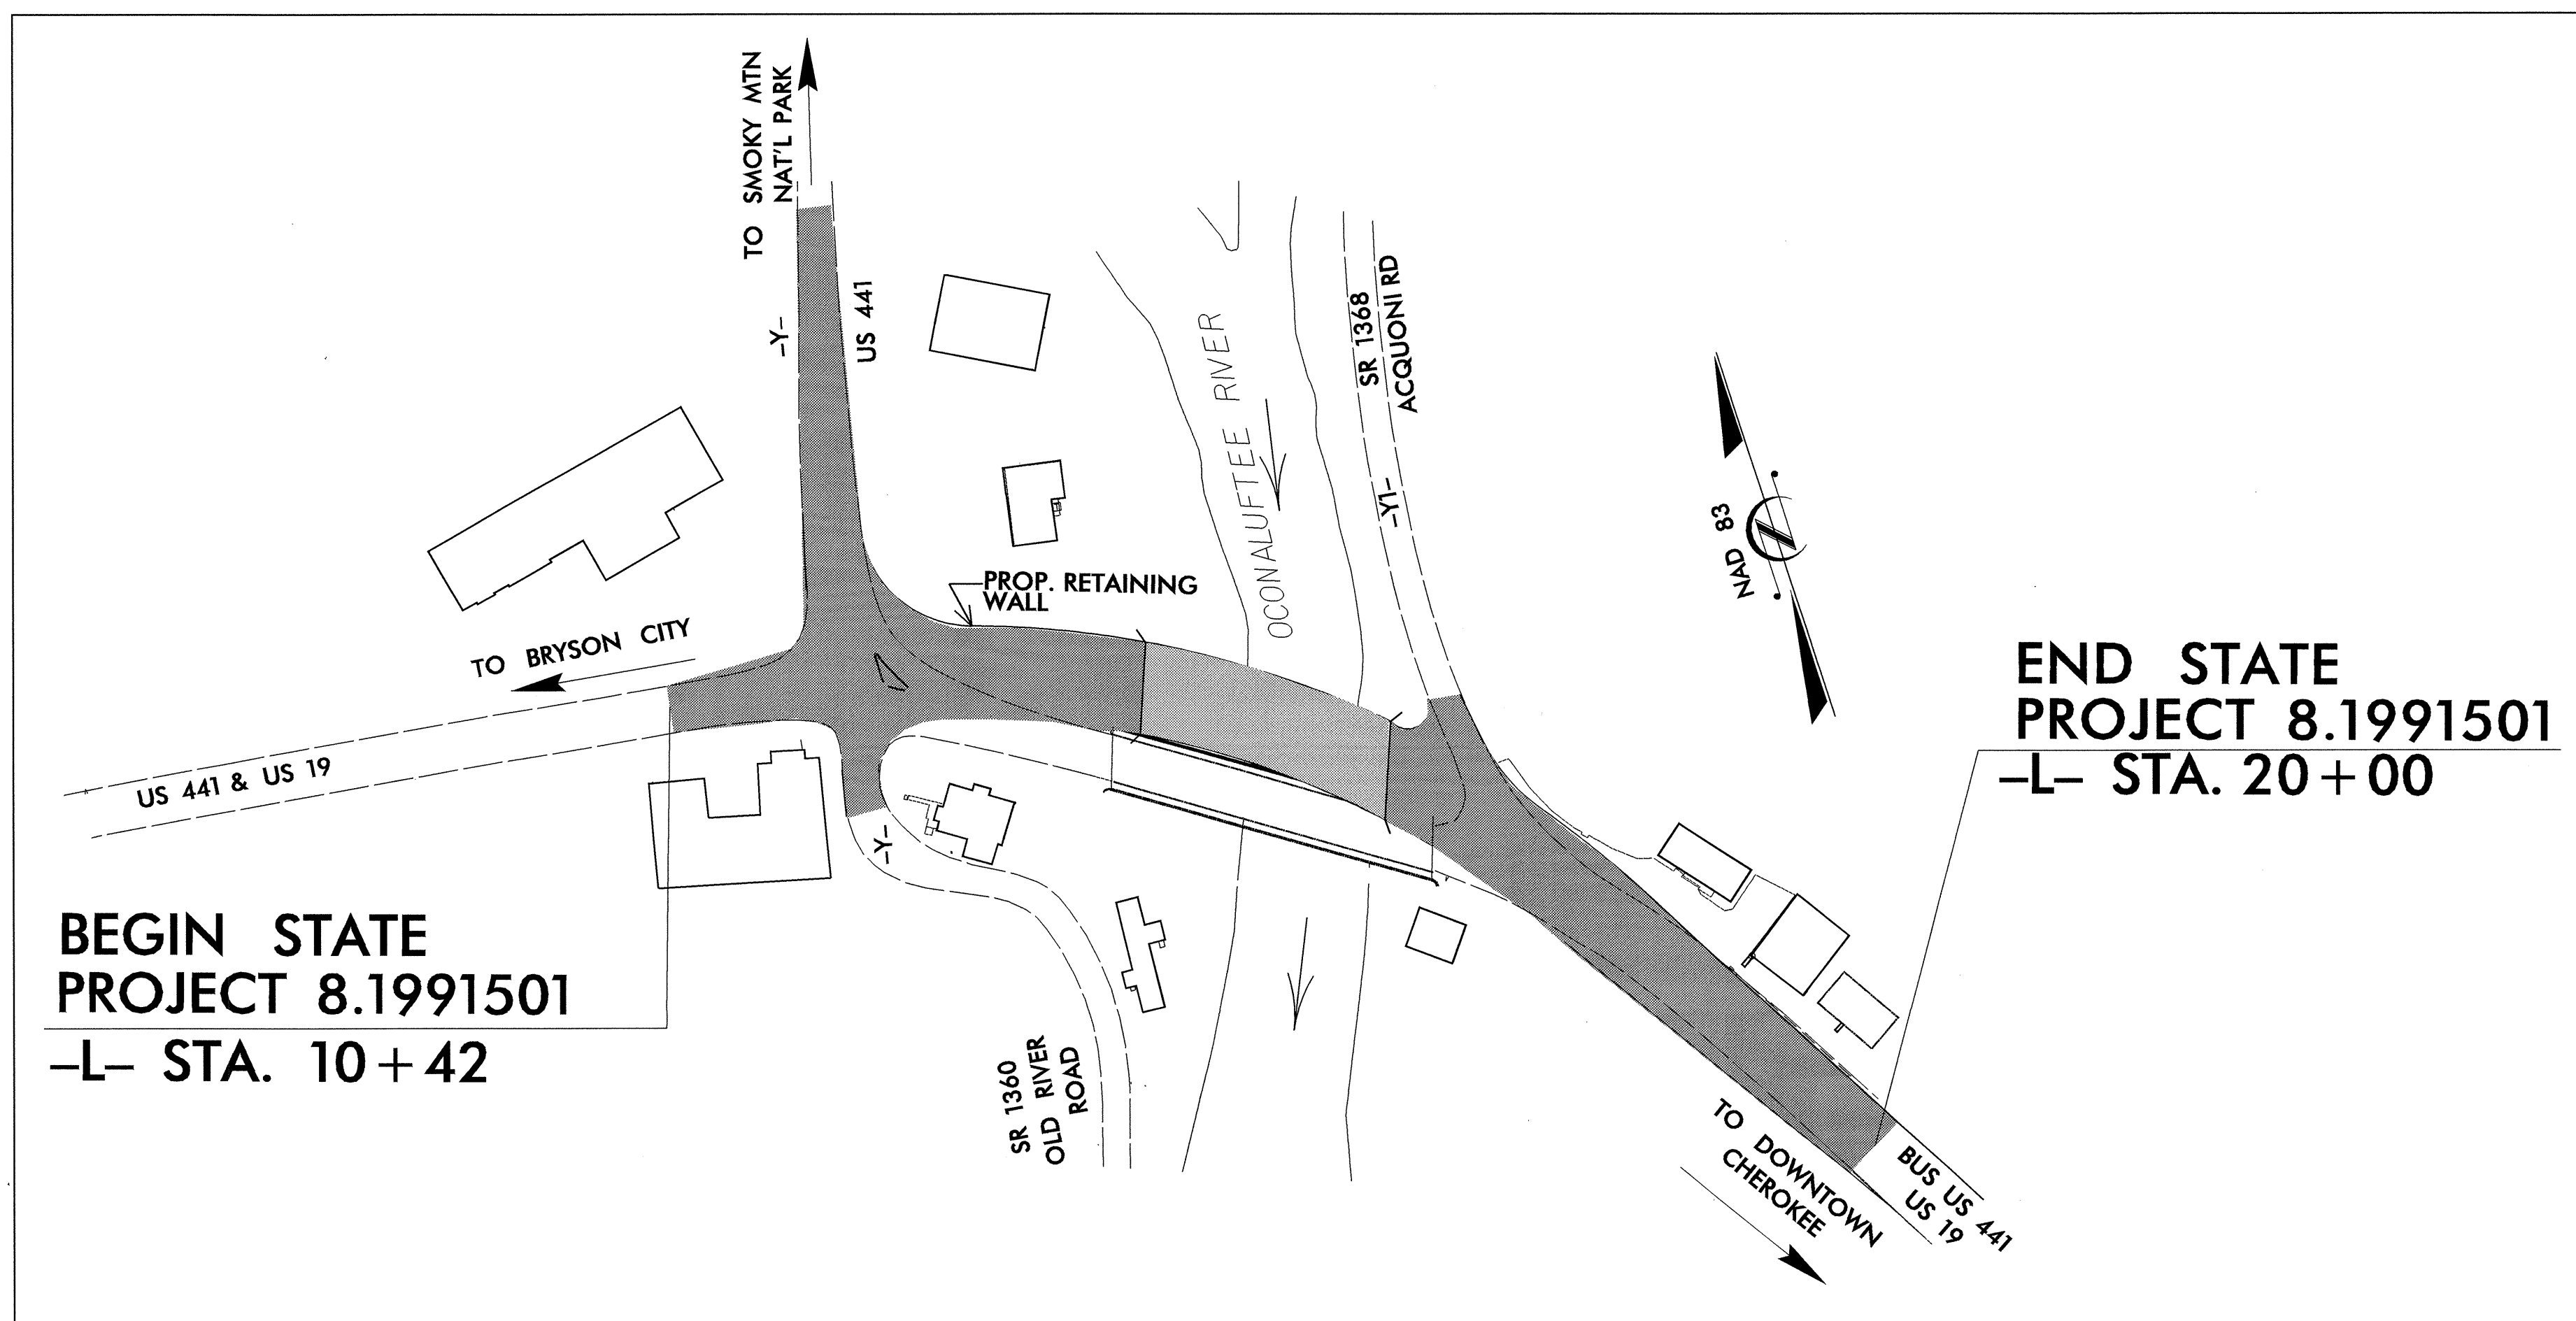 TO SMOKY MTN
NAT'L PARK
-Y-
US 441
OCONALUFTEE RIVER
SR 1368
ACQUONI RD
-Y1-
NAD 83
PROP. RETAINING
WALL
TO BRYSON CITY
US 441 & US 19
END STATE
PROJECT 8.1991501
-L- STA. 20+00
-Y-
BEGIN STATE
PROJECT 8.1991501
-L- STA. 10+42
SR 1360
OLD RIVER
ROAD
TO DOWNTOWN
CHEROKEE
BUS US 441
US 19